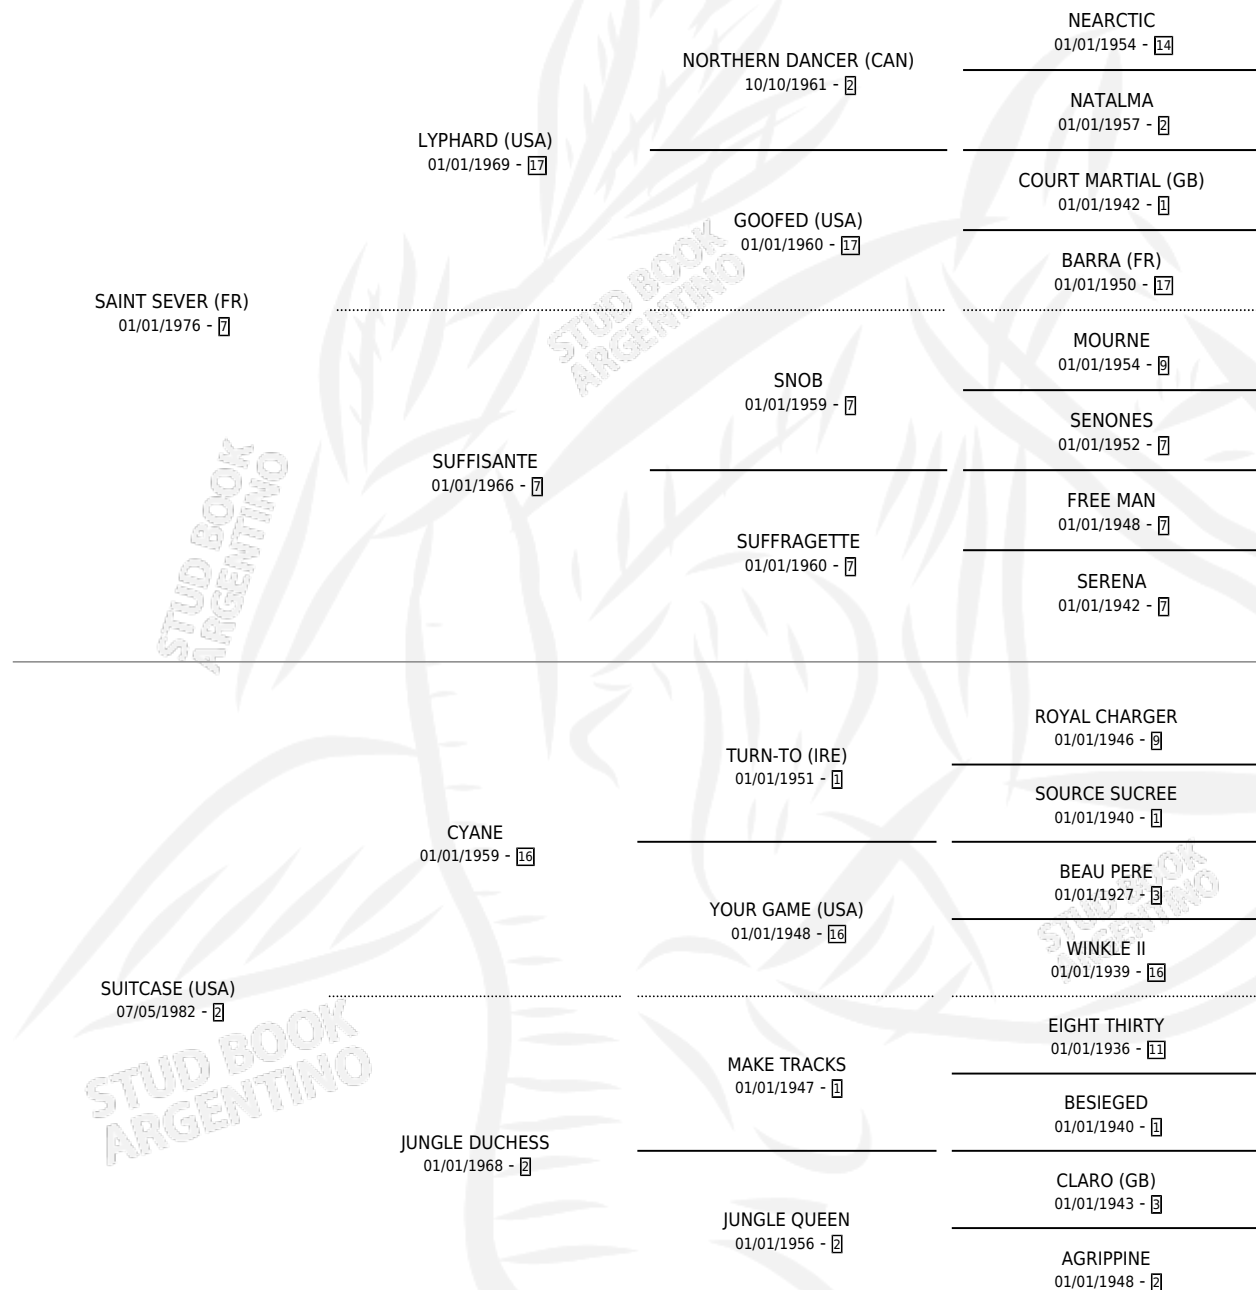 NEARCTIC
01/01/1954 - 14
NORTHERN DANCER (CAN)
10/10/1961 - 2
NATALMA
01/01/1957 - 2
LYPHARD (USA)
01/01/1969 - 17
COURT MARTIAL (GB)
01/01/1942 - 1
GOOFED (USA)
01/01/1960 - 17
BARRA (FR)
01/01/1950 - 17
SAINT SEVER (FR)
01/01/1976 - 7
STUD BOOK
ARGENTINO
MOURNE
01/01/1954 - 9
SNOB
01/01/1959 - 7
SENONES
01/01/1952 - 7
SUFFISANTE
01/01/1966 - 7
FREE MAN
01/01/1948 - 7
SUFFRAGETTE
01/01/1960 - 7
SERENA
01/01/1942 - 7
STUD BOOK
ARGENTINO
ROYAL CHARGER
01/01/1946 - 9
TURN-TO (IRE)
01/01/1951 - 1
SOURCE SUCREE
01/01/1940 - 1
CYANE
01/01/1959 - 16
BEAU PERE
01/01/1927 - 3
YOUR GAME (USA)
01/01/1948 - 16
STUD BOOK
ARGENTINO
WINKLE II
01/01/1939 - 16
SUITCASE (USA)
07/05/1982 - 2
STUD BOOK
ARGENTINO
EIGHT THIRTY
01/01/1936 - 11
MAKE TRACKS
01/01/1947 - 1
BESIEGED
01/01/1940 - 1
JUNGLE DUCHESS
01/01/1968 - 2
CLARO (GB)
01/01/1943 - 3
JUNGLE QUEEN
01/01/1956 - 2
AGRIPPINE
01/01/1948 - 2